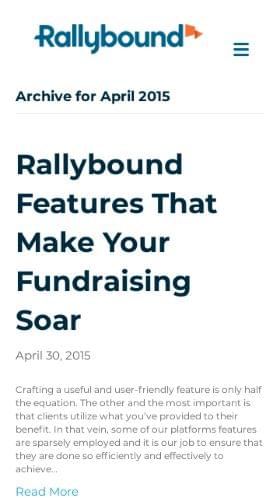 Rallybound
Archive for April 2015
Rallybound
Features That
Make Your
Fundraising
Soar
April 30, 2015
Crafting a useful and user-friendly feature is only half
the equation. The other and the most important is
that clients utilize what you've provided to their
benefit. In that vein, some of our platforms features
are sparsely employed and it is our job to ensure that
they are done so efficiently and effectively to
achieve...
Read More